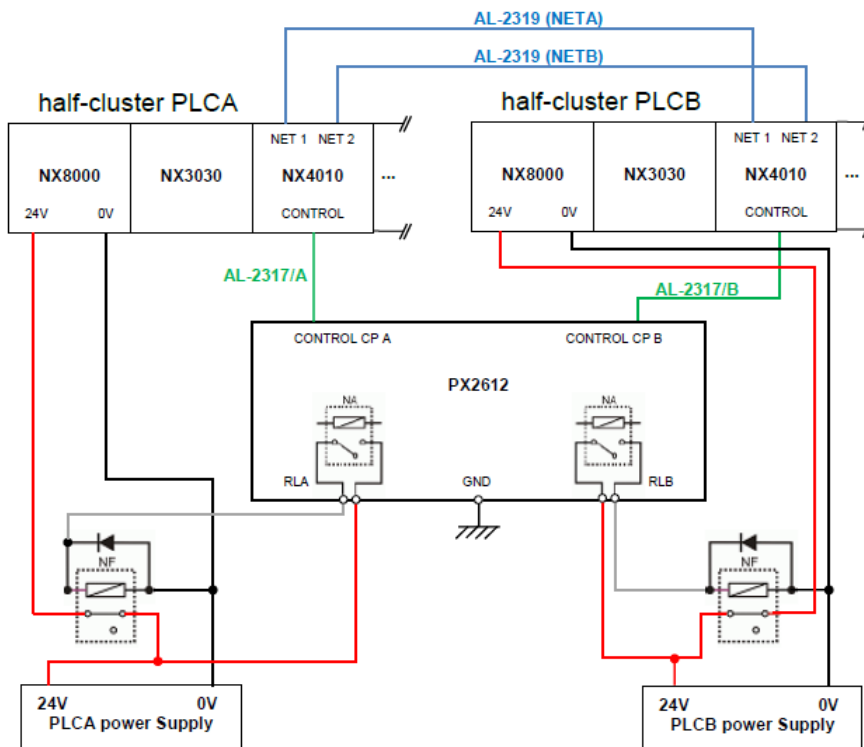 AL-2319 (NETA)
AL-2319 (NETB)
half-cluster PLCA
half-cluster PLCB
NET 1 NET 2
NX8000 NX3030 NX4010 ...
24V 0V CONTROL
NET 1 NET 2
NX8000 NX3030 NX4010 ...
24V 0V CONTROL
AL-2317/A
AL-2317/B
CONTROL CP A CONTROL CP B
PX2612
NA NA
RLA GND RLB
NF NF
24V 0V
PLCA power Supply
24V 0V
PLCB power Supply